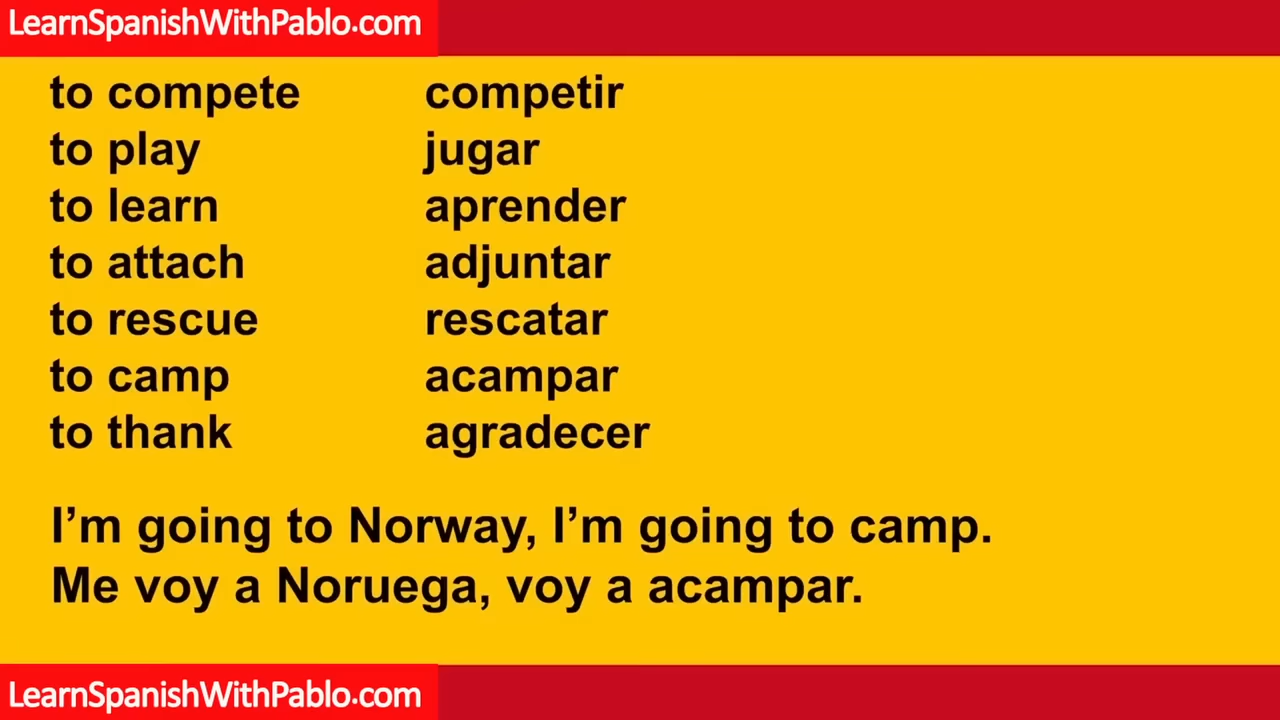 LearnSpanishWithPablo.com
to compete competir
to play jugar
to learn aprender
to attach adjuntar
to rescue rescatar
to camp acampar
to thank agradecer
I’m going to Norway, I’m going to camp.
Me voy a Noruega, voy a acampar.
LearnSpanishWithPablo.com